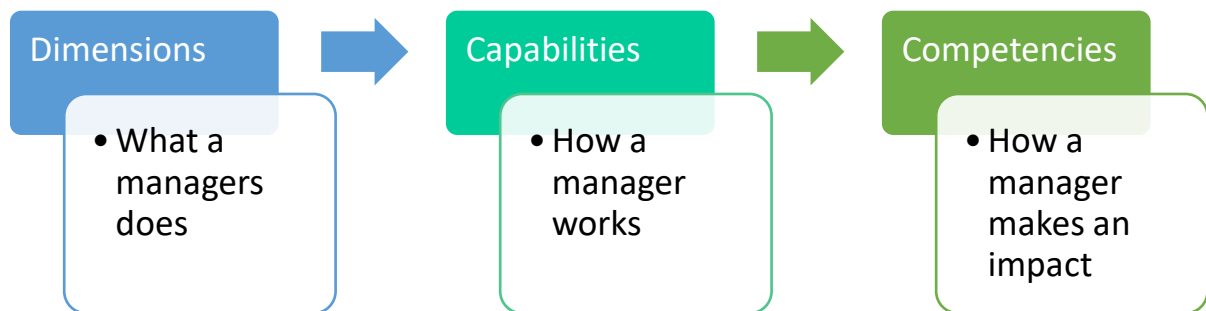 Dimensions
• What a
managers
does
Capabilities
• How a
manager
works
Competencies
• How a
manager
makes an
impact